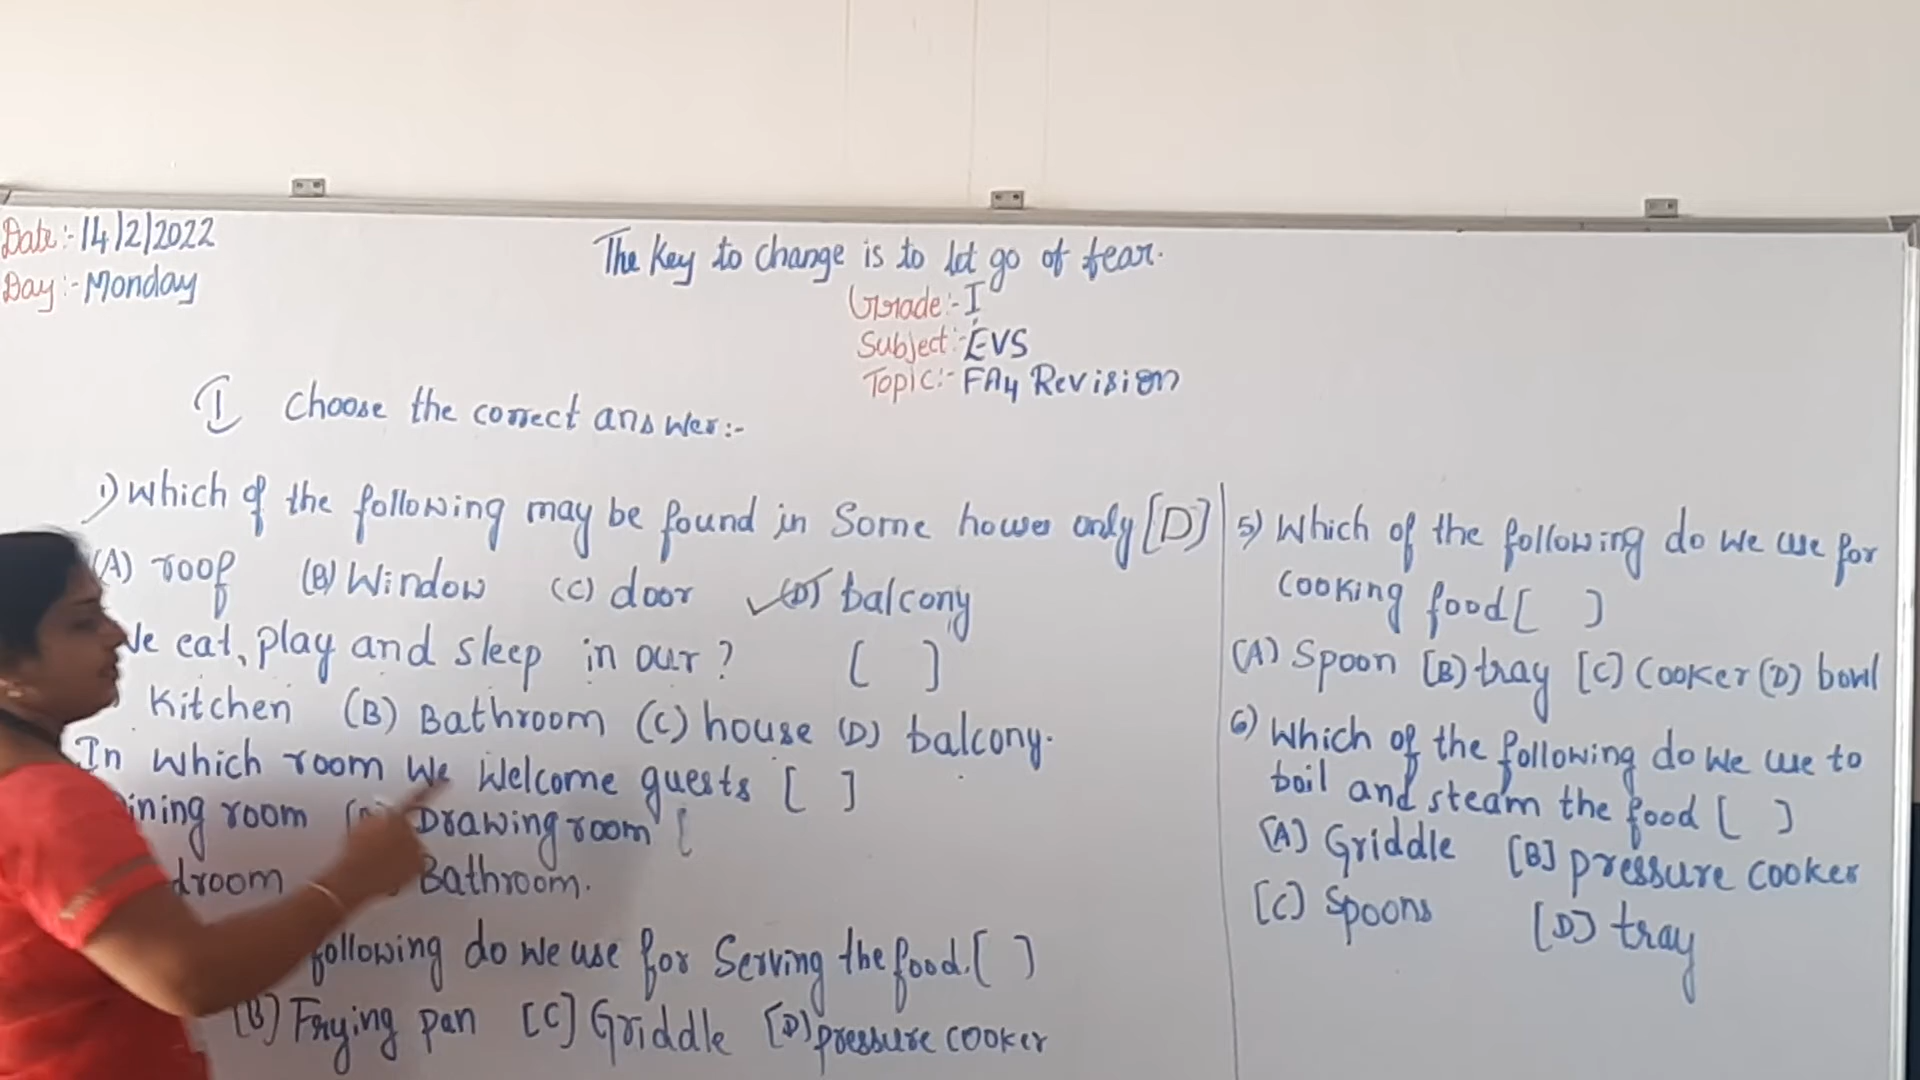 Date:- 14/2/2022
Day:- Monday
The Key to change is to let go of fear.
Grade:- I
Subject:- EVS
Topic:- FA4 Revision
I Choose the correct answer:-
1) Which of the following may be found in Some houses only [D]
(A) roof (B) Window (C) door (D) balcony
We eat, play and sleep in our? [ ]
Kitchen (B) Bathroom (C) house (D) balcony.
In which room we Welcome guests [ ]
ining room Drawing room [
droom Bathroom.
following do we use for Serving the food. [ ]
[B] Frying pan [C] Griddle [D] pressure cooker
5) Which of the following do we use for
cooking food [ ]
(A) Spoon [B] tray [C] Cooker (D) bowl
6) Which of the following do we use to
boil and steam the food [ ]
[A] Griddle [B] pressure cooker
[C] Spoons [D] tray